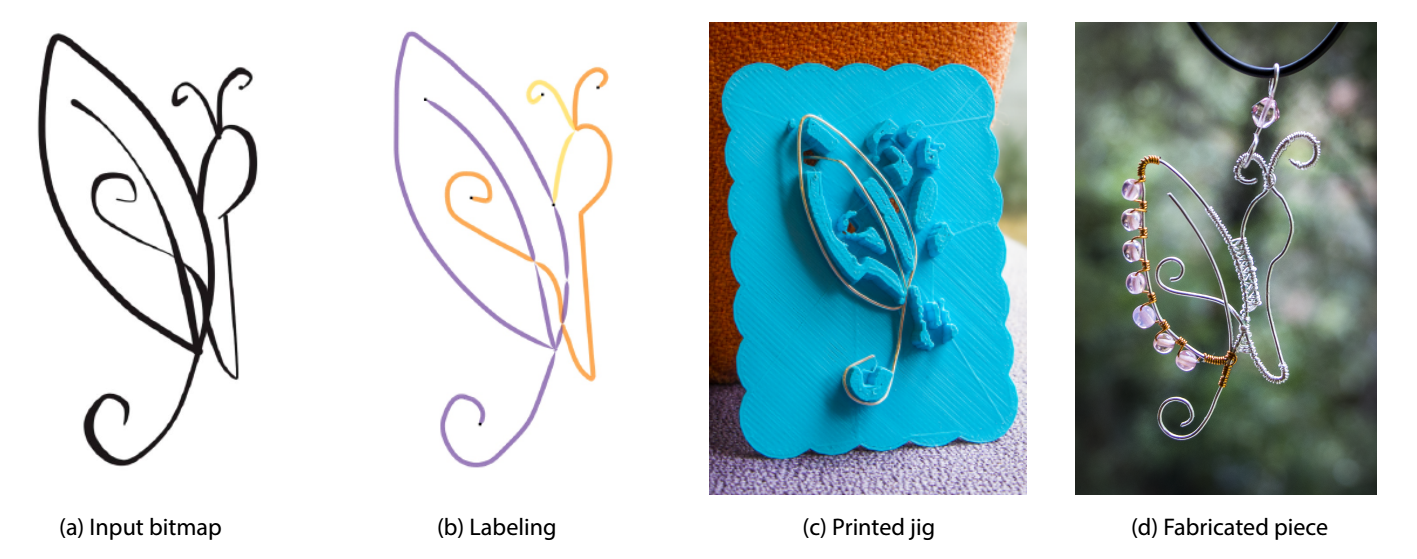 (a) Input bitmap
(b) Labeling
(c) Printed jig
(d) Fabricated piece